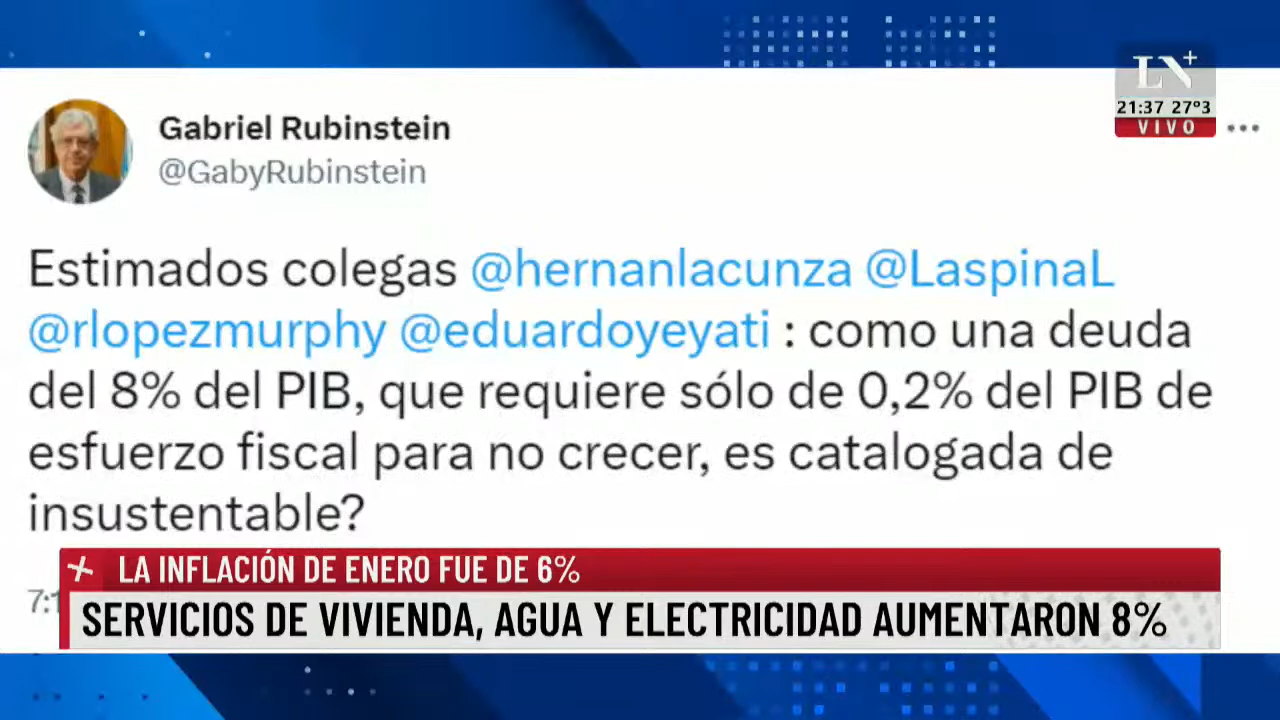 LN+
21:37 27º3
VIVO
Gabriel Rubinstein
@GabyRubinstein
Estimados colegas @hernanlacunza @LaspinaL
@rlopezmurphy @eduardoyeyati : como una deuda
del 8% del PIB, que requiere sólo de 0,2% del PIB de
esfuerzo fiscal para no crecer, es catalogada de
insustentable?
LA INFLACIÓN DE ENERO FUE DE 6%
SERVICIOS DE VIVIENDA, AGUA Y ELECTRICIDAD AUMENTARON 8%